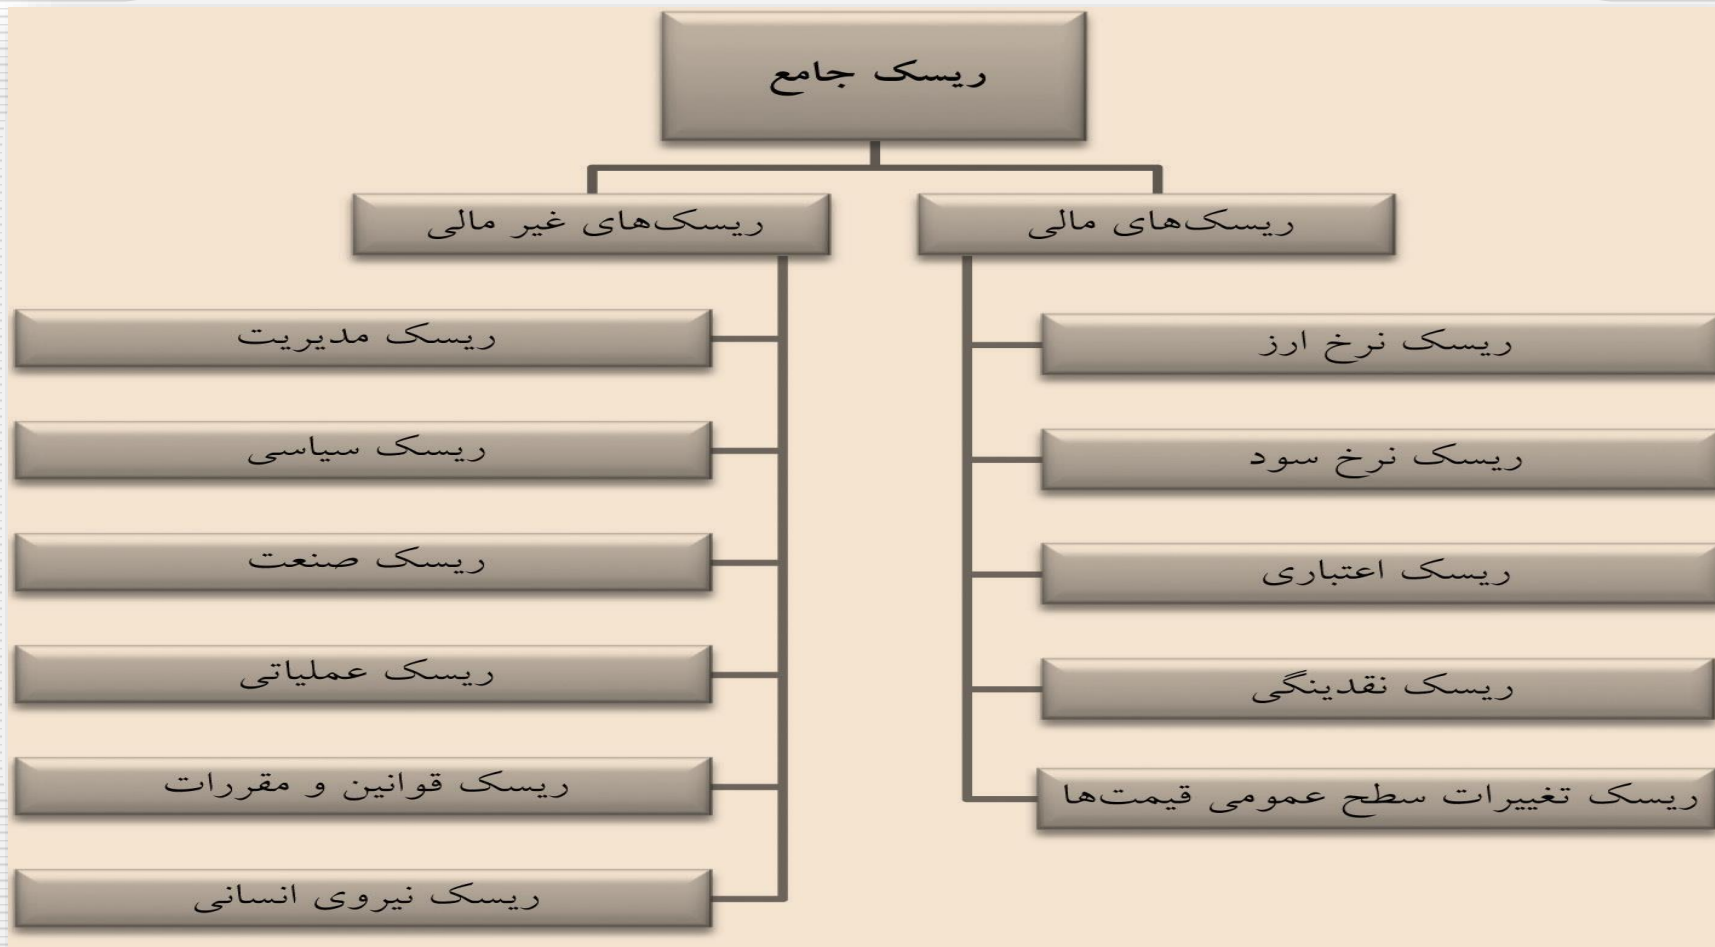 ریسک جامع
ریسک‌های مالی
ریسک نرخ ارز
ریسک نرخ سود
ریسک اعتباری
ریسک نقدینگی
ریسک تغییرات سطح عمومی قیمت‌ها
ریسک‌های غیر مالی
ریسک مدیریت
ریسک سیاسی
ریسک صنعت
ریسک عملیاتی
ریسک قوانین و مقررات
ریسک نیروی انسانی